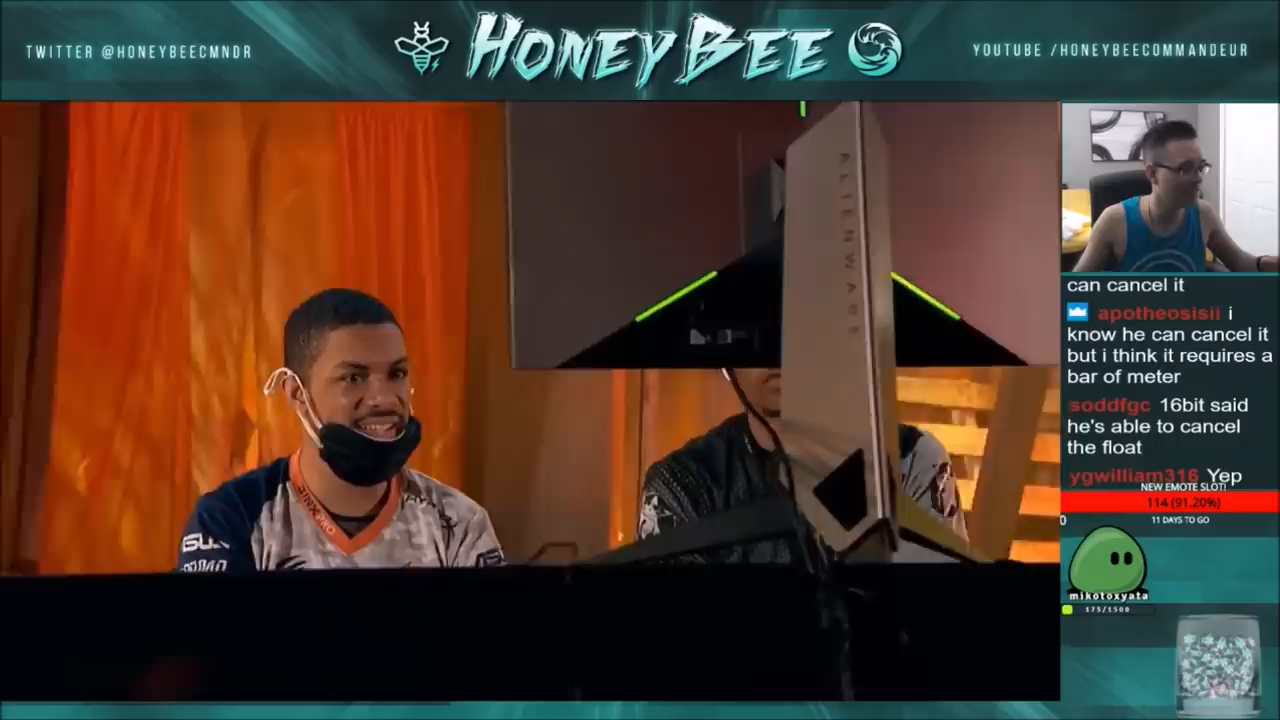 TWITTER @HONEYBEECMNDR
HONEYBEE
YOUTUBE /HONEYBEECOMMANDEUR
ALIENWARE
can cancel it
apotheosisii i
know he can cancel it
but i think it requires a
bar of meter
soddfgc 16bit said
he's able to cancel
the float
ygwilliam316 Yep
NEW EMOTE SLOT!
114 (91.20%)
0
11 DAYS TO GO
mikotoxyata
175/1500